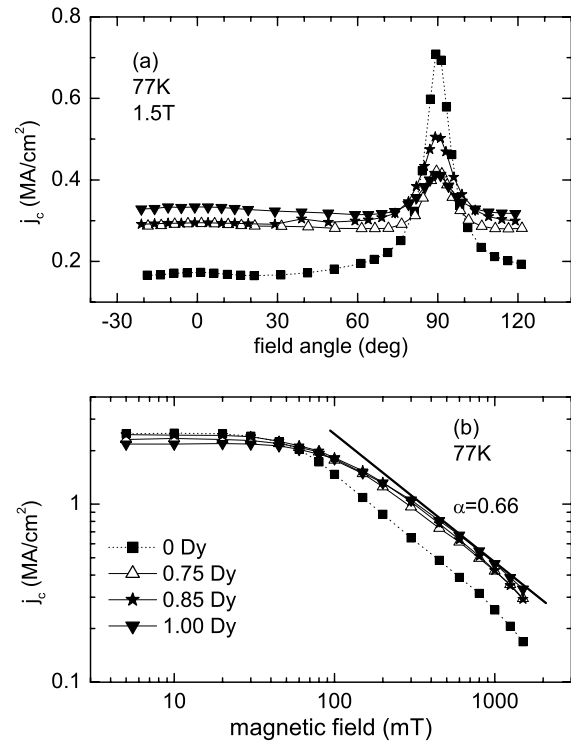 0.8
(a)
77K
1.5T
0.6
0.4
0.2
j_c (MA/cm²)
-30 0 30 60 90 120
field angle (deg)
(b)
77K
1
α=0.66
0 Dy
0.75 Dy
0.85 Dy
1.00 Dy
j_c (MA/cm²)
0.1
10 100 1000
magnetic field (mT)